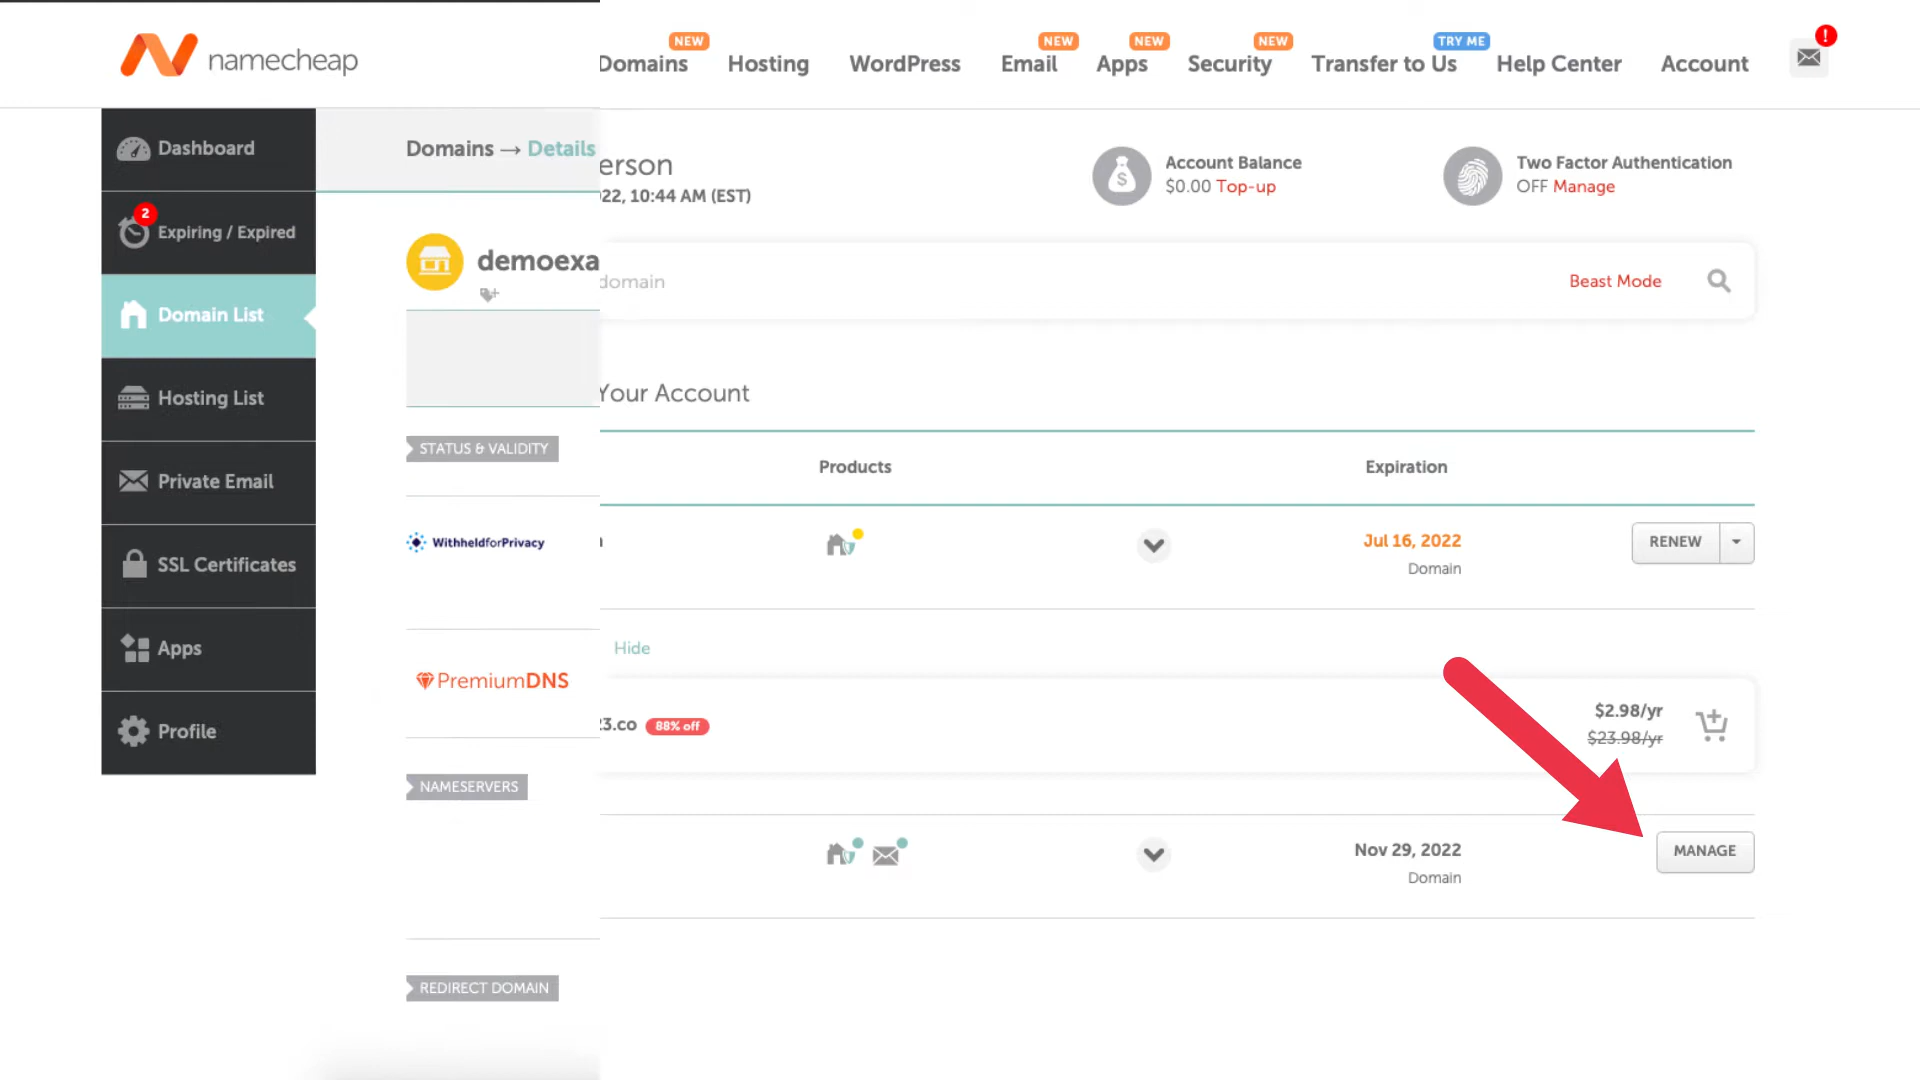 namecheap
NEW
Domains
Hosting
WordPress
NEW
Email
NEW
Apps
NEW
Security
TRY ME
Transfer to Us
Help Center
Account
!
Dashboard
2
Expiring / Expired
Domain List
Hosting List
Private Email
SSL Certificates
Apps
Profile
Domains → Details
demoexa
STATUS & VALIDITY
WithheldforPrivacy
PremiumDNS
NAMESERVERS
REDIRECT DOMAIN
erson
22, 10:44 AM (EST)
Account Balance
$0.00 Top-up
Two Factor Authentication
OFF Manage
domain
Beast Mode
Your Account
Products
Expiration
Jul 16, 2022
Domain
RENEW
Hide
3.co 88% off
$2.98/yr
$23.98/yr
Nov 29, 2022
Domain
MANAGE